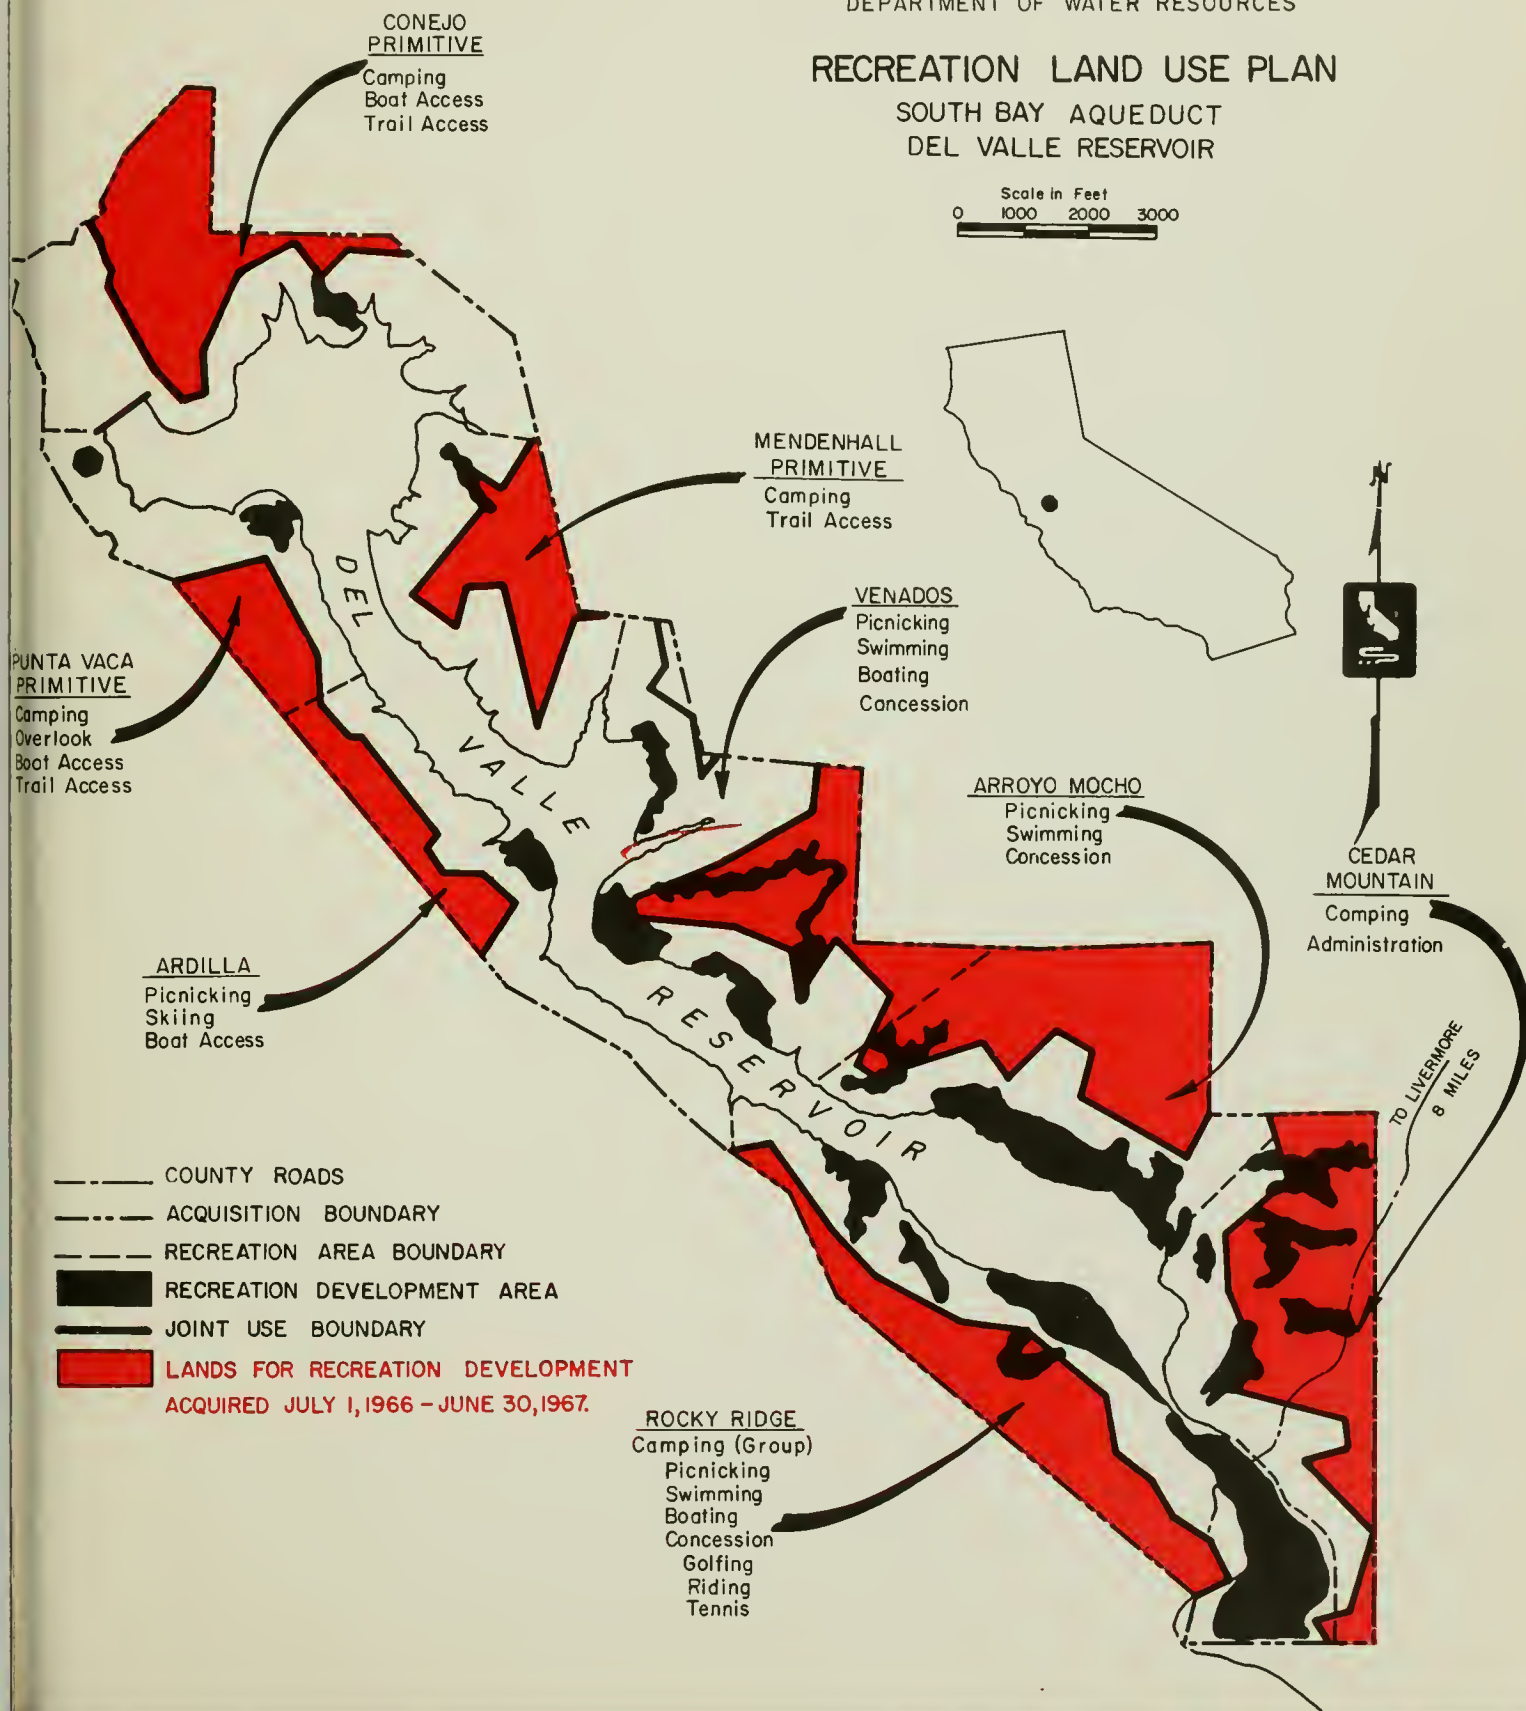 DEPARTMENT OF WATER RESOURCES
RECREATION LAND USE PLAN
SOUTH BAY AQUEDUCT
DEL VALLE RESERVOIR
Scale in Feet
0 1000 2000 3000
CONEJO
PRIMITIVE
Camping
Boat Access
Trail Access
MENDENHALL
PRIMITIVE
Camping
Trail Access
N
VENADOS
Picnicking
Swimming
Boating
Concession
PUNTA VACA
PRIMITIVE
Camping
Overlook
Boat Access
Trail Access
DEL
VALLE
RESERVOIR
ARROYO MOCHO
Picnicking
Swimming
Concession
CEDAR
MOUNTAIN
Camping
Administration
ARDILLA
Picnicking
Skiing
Boat Access
TO LIVERMORE
8 MILES
COUNTY ROADS
ACQUISITION BOUNDARY
RECREATION AREA BOUNDARY
RECREATION DEVELOPMENT AREA
JOINT USE BOUNDARY
LANDS FOR RECREATION DEVELOPMENT
ACQUIRED JULY 1, 1966 – JUNE 30, 1967.
ROCKY RIDGE
Camping (Group)
Picnicking
Swimming
Boating
Concession
Golfing
Riding
Tennis